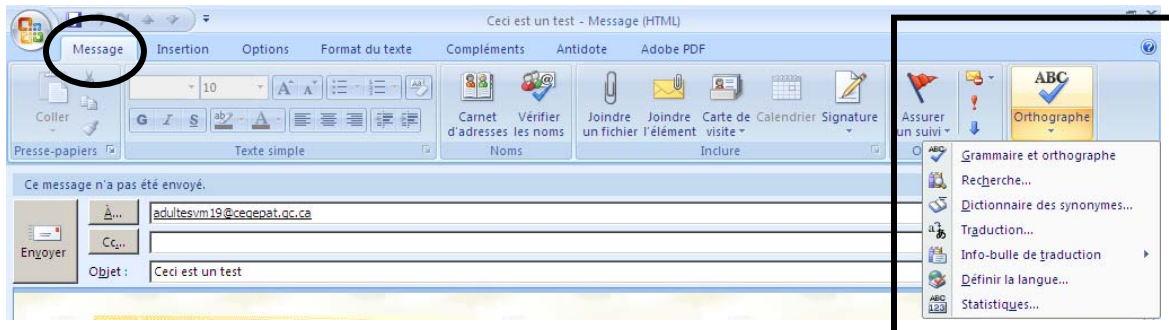 Ceci est un test - Message (HTML)
Message Insertion Options Format du texte Compléments Antidote Adobe PDF
Coller
10
G I S ab A
Carnet d'adresses
Vérifier les noms
Joindre un fichier
Joindre l'élément
Carte de visite
Calendrier
Signature
Assurer un suivi
ABC
Orthographe
Presse-papiers Texte simple Noms Inclure O
Ce message n'a pas été envoyé.
Envoyer
À... adultesvm19@cegepat.qc.ca
Cc...
Objet : Ceci est un test
Grammaire et orthographe
Recherche...
Dictionnaire des synonymes...
Traduction...
Info-bulle de traduction
Définir la langue...
ABC 123 Statistiques...